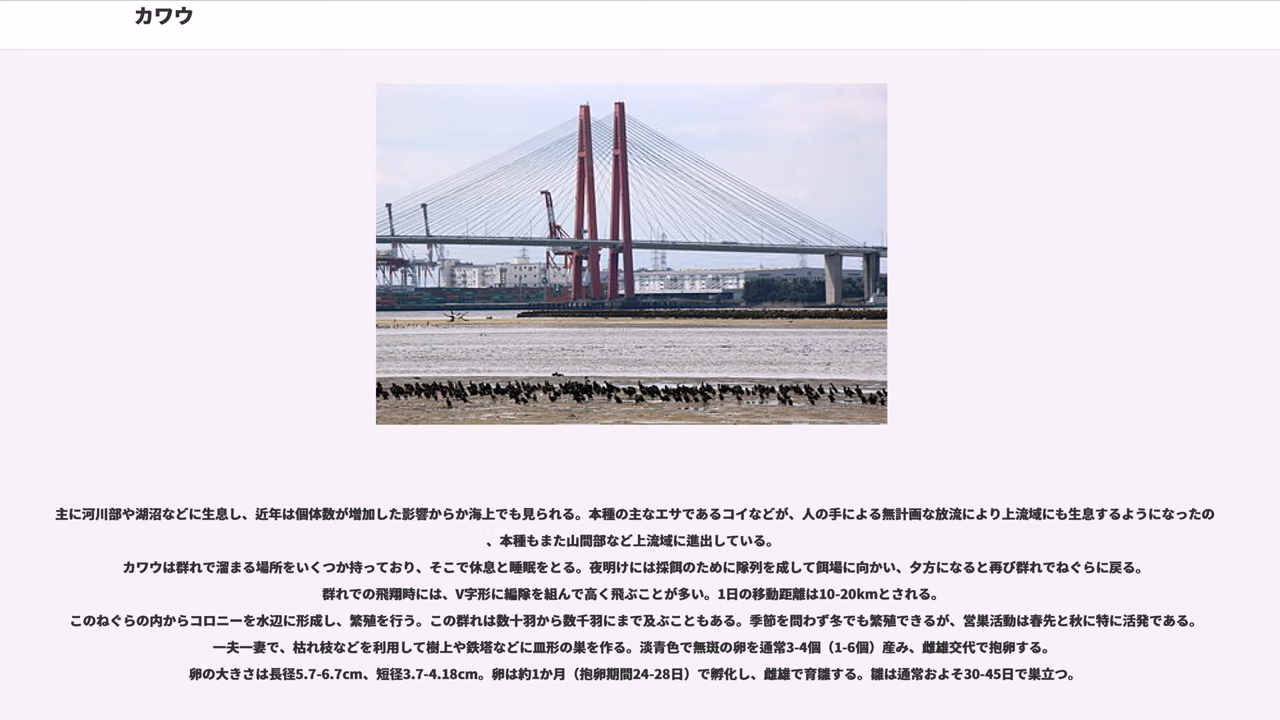 カワウ
主に河川部や湖沼などに生息し、近年は個体数が増加した影響からか海上でも見られる。本種の主なエサであるコイなどが、人の手による無計画な放流により上流域にも生息するようになったの
、本種もまた山間部など上流域に進出している。
カワウは群れで溜まる場所をいくつか持っており、そこで休息と睡眠をとる。夜明けには採餌のために隊列を成して餌場に向かい、夕方になると再び群れでねぐらに戻る。
群れでの飛翔時には、V字形に編隊を組んで高く飛ぶことが多い。1日の移動距離は10-20kmとされる。
このねぐらの内からコロニーを水辺に形成し、繁殖を行う。この群れは数十羽から数千羽にまで及ぶこともある。季節を問わず冬でも繁殖できるが、営巣活動は春先と秋に特に活発である。
一夫一妻で、枯れ枝などを利用して樹上や鉄塔などに皿形の巣を作る。淡青色で無斑の卵を通常3-4個（1-6個）産み、雌雄交代で抱卵する。
卵の大きさは長径5.7-6.7cm、短径3.7-4.18cm。卵は約1か月（抱卵期間24-28日）で孵化し、雌雄で育雛する。雛は通常およそ30-45日で巣立つ。